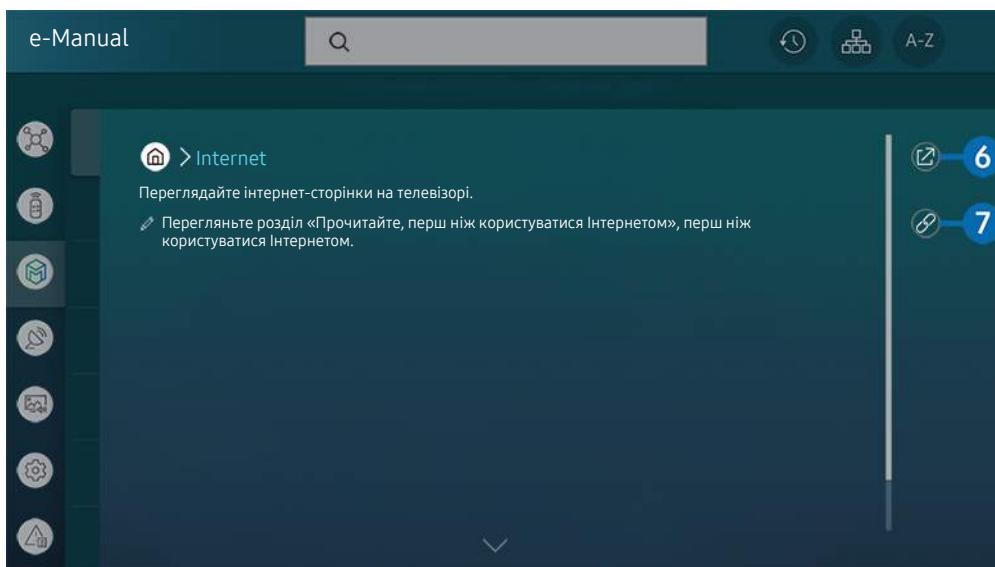 e-Manual
A-Z
> Internet
6
Переглядайте інтернет-сторінки на телевізорі.
Перегляньте розділ «Прочитайте, перш ніж користуватися Інтернетом», перш ніж
7
користуватися Інтернетом.